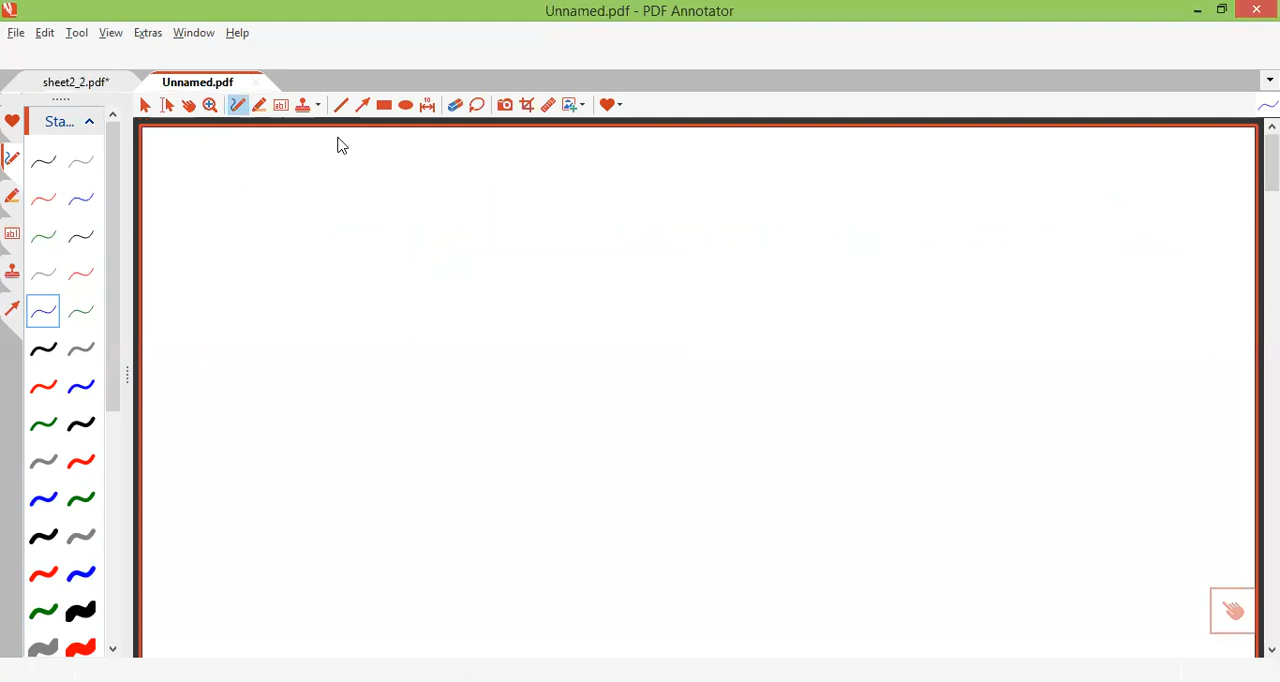 Unnamed.pdf - PDF Annotator
File Edit Tool View Extras Window Help
sheet2_2.pdf* Unnamed.pdf
Sta...